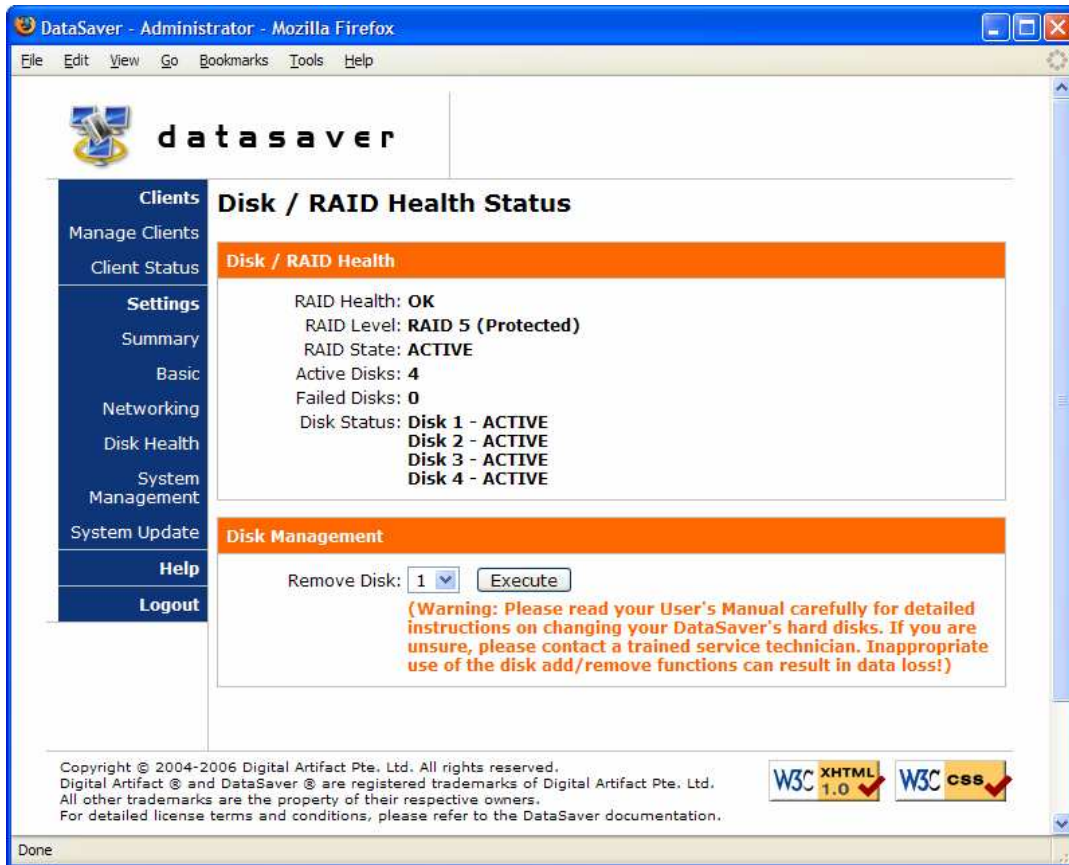 DataSaver - Administrator - Mozilla Firefox
File Edit View Go Bookmarks Tools Help
datasaver
Clients
Manage Clients
Client Status
Settings
Summary
Basic
Networking
Disk Health
System
Management
System Update
Help
Logout
Disk / RAID Health Status
Disk / RAID Health
RAID Health: OK
RAID Level: RAID 5 (Protected)
RAID State: ACTIVE
Active Disks: 4
Failed Disks: 0
Disk Status: Disk 1 - ACTIVE
Disk 2 - ACTIVE
Disk 3 - ACTIVE
Disk 4 - ACTIVE
Disk Management
Remove Disk: 1 Execute
(Warning: Please read your User's Manual carefully for detailed
instructions on changing your DataSaver's hard disks. If you are
unsure, please contact a trained service technician. Inappropriate
use of the disk add/remove functions can result in data loss!)
Copyright © 2004-2006 Digital Artifact Pte. Ltd. All rights reserved.
Digital Artifact ® and DataSaver ® are registered trademarks of Digital Artifact Pte. Ltd.
All other trademarks are the property of their respective owners.
For detailed license terms and conditions, please refer to the DataSaver documentation.
W3C XHTML 1.0
W3C css
Done